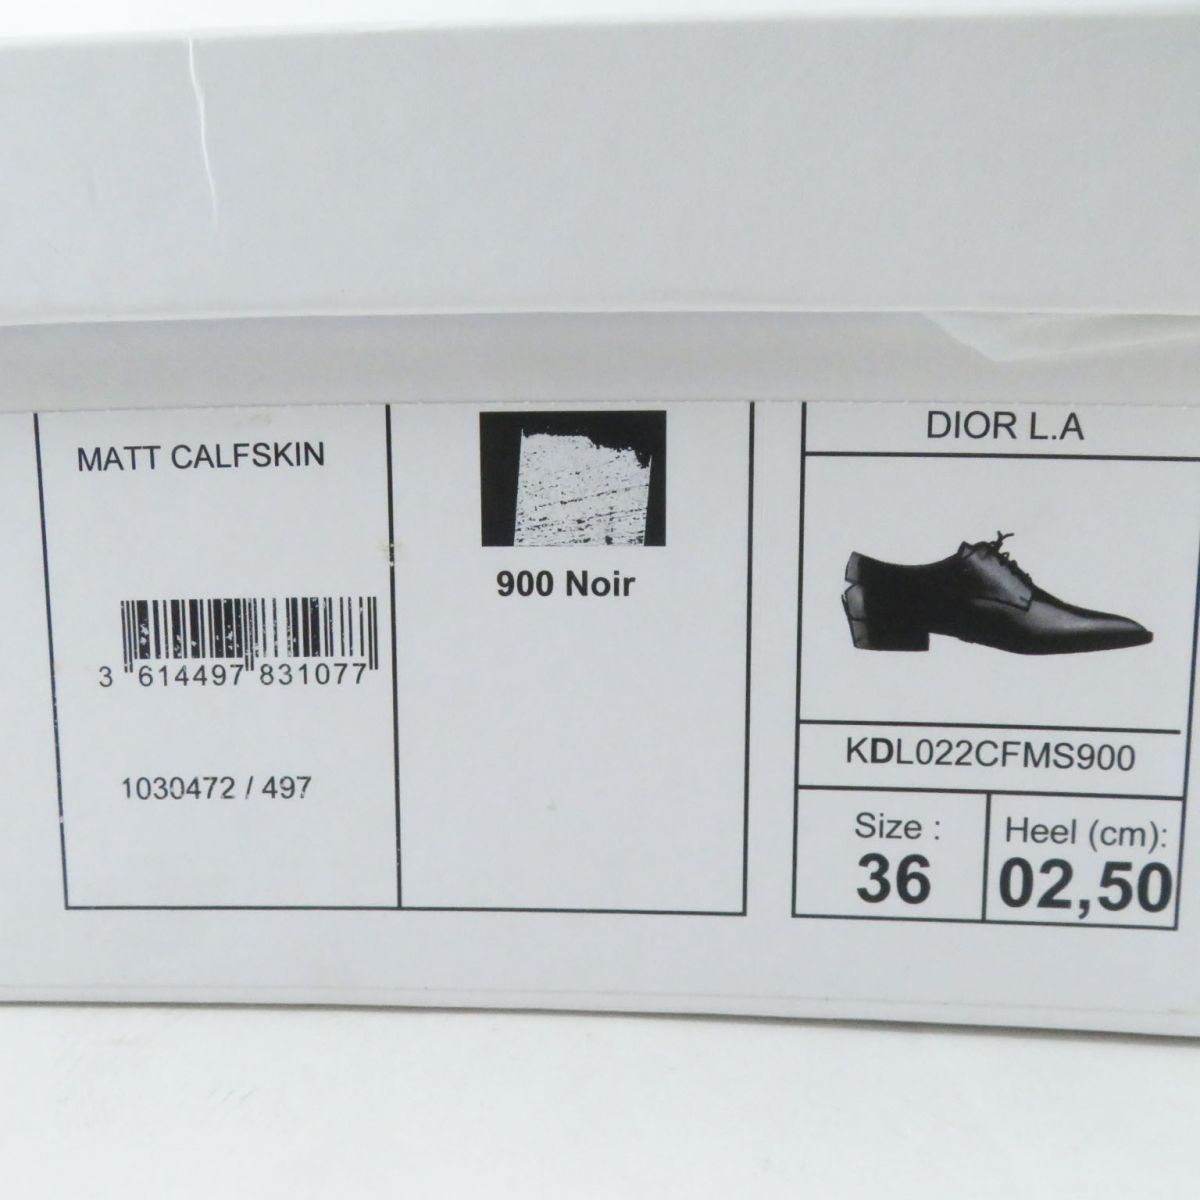 MATT CALFSKIN
3 614497 831077
1030472 / 497
900 Noir
DIOR L.A
KDL022CFMS900
Size :
36
Heel (cm):
02,50